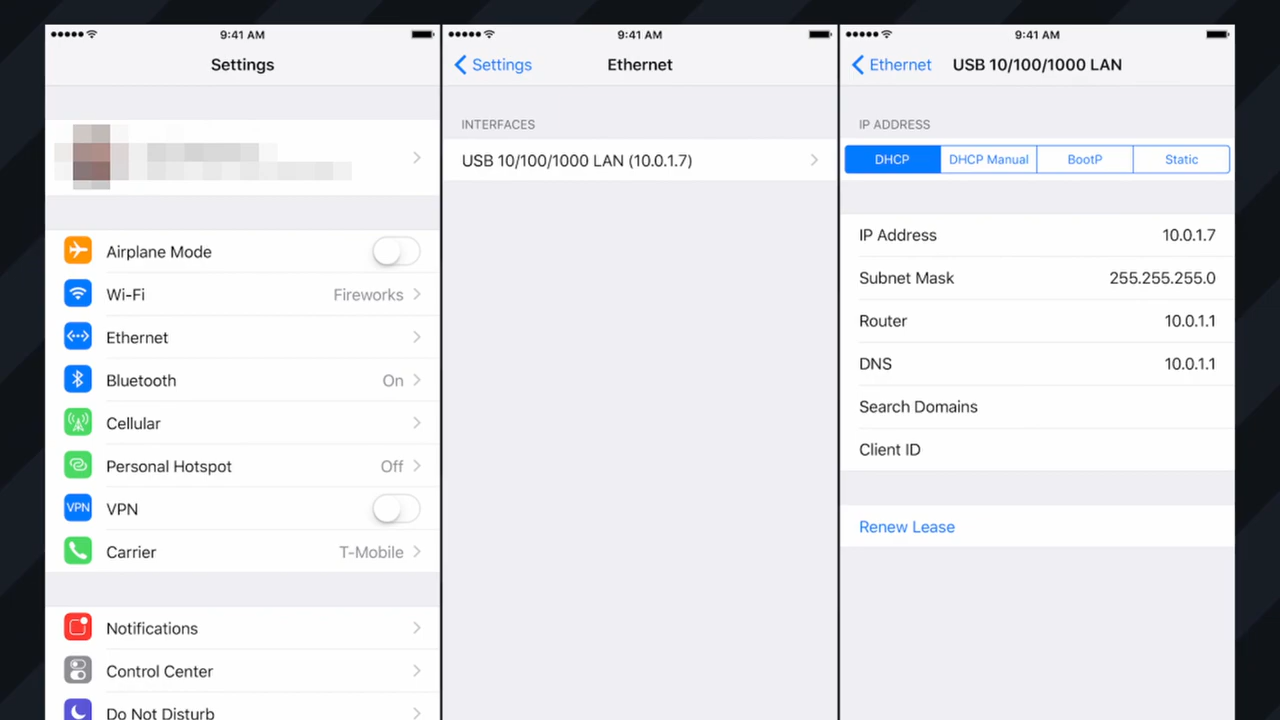 9:41 AM
Settings
Airplane Mode
Wi-Fi Fireworks
Ethernet
Bluetooth On
Cellular
Personal Hotspot Off
VPN VPN
Carrier T-Mobile
Notifications
Control Center
Do Not Disturb
9:41 AM
Settings Ethernet
INTERFACES
USB 10/100/1000 LAN (10.0.1.7)
9:41 AM
Ethernet USB 10/100/1000 LAN
IP ADDRESS
DHCP DHCP Manual BootP Static
IP Address 10.0.1.7
Subnet Mask 255.255.255.0
Router 10.0.1.1
DNS 10.0.1.1
Search Domains
Client ID
Renew Lease